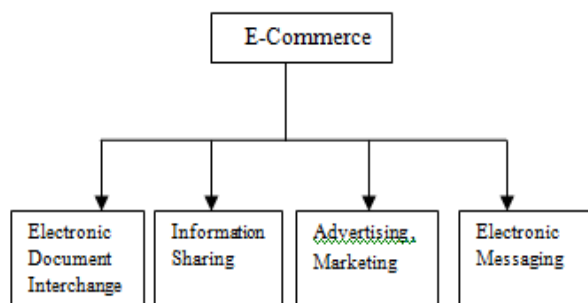 E-Commerce
Electronic
Document
Interchange
Information
Sharing
Advertising,
Marketing
Electronic
Messaging